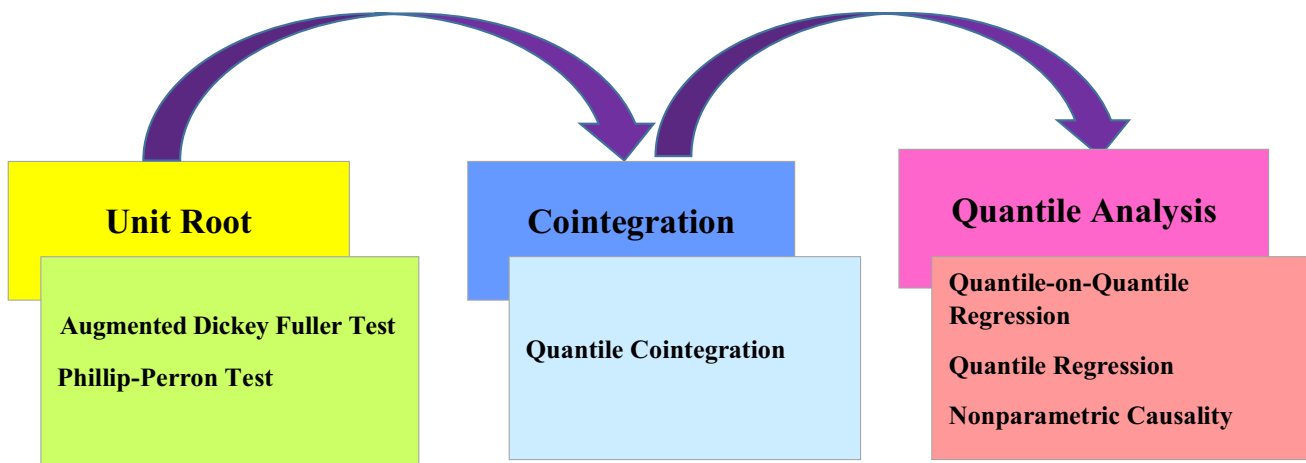 Unit Root
Augmented Dickey Fuller Test
Phillip-Perron Test
Cointegration
Quantile Cointegration
Quantile Analysis
Quantile-on-Quantile
Regression
Quantile Regression
Nonparametric Causality